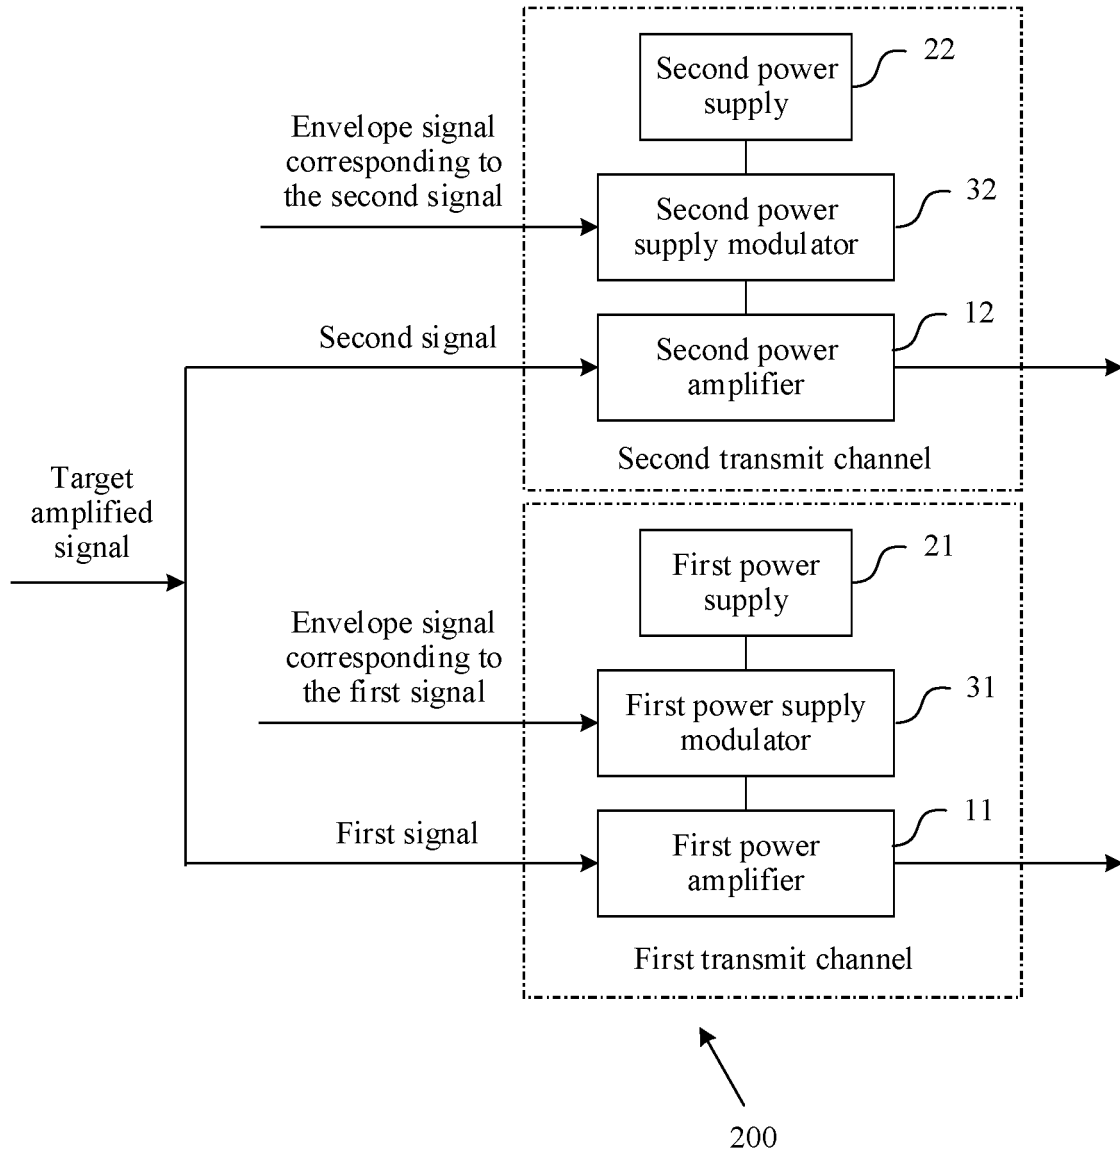 Second power
supply
22
Envelope signal
corresponding to
the second signal
Second power
supply modulator
32
Second signal
Second power
amplifier
12
Second transmit channel
Target
amplified
signal
First power
supply
21
Envelope signal
corresponding to
the first signal
First power supply
modulator
31
First signal
First power
amplifier
11
First transmit channel
200